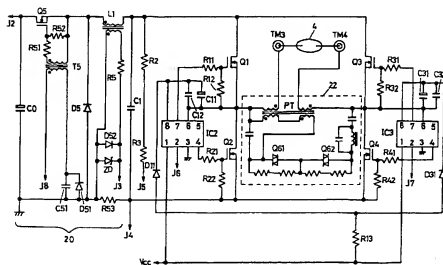 Q5
J2
R52
R51
T5
L1
C0
J8
C51
D51
R53
20
D5
R5
D52
ZD
J3
J4
C1
R2
R3
J5
D11
R11
R12
C11
C12
Q1
8 7 6 5
IC2
1 2 3 4
J6
R21
R22
Q2
TM3
4
TM4
22
PT
Q61
Q62
Q3
R31
R32
C31
C32
8 7 6 5
IC3
1 2 3 4
J7
Q4
R41
R42
D31
R13
Vcc